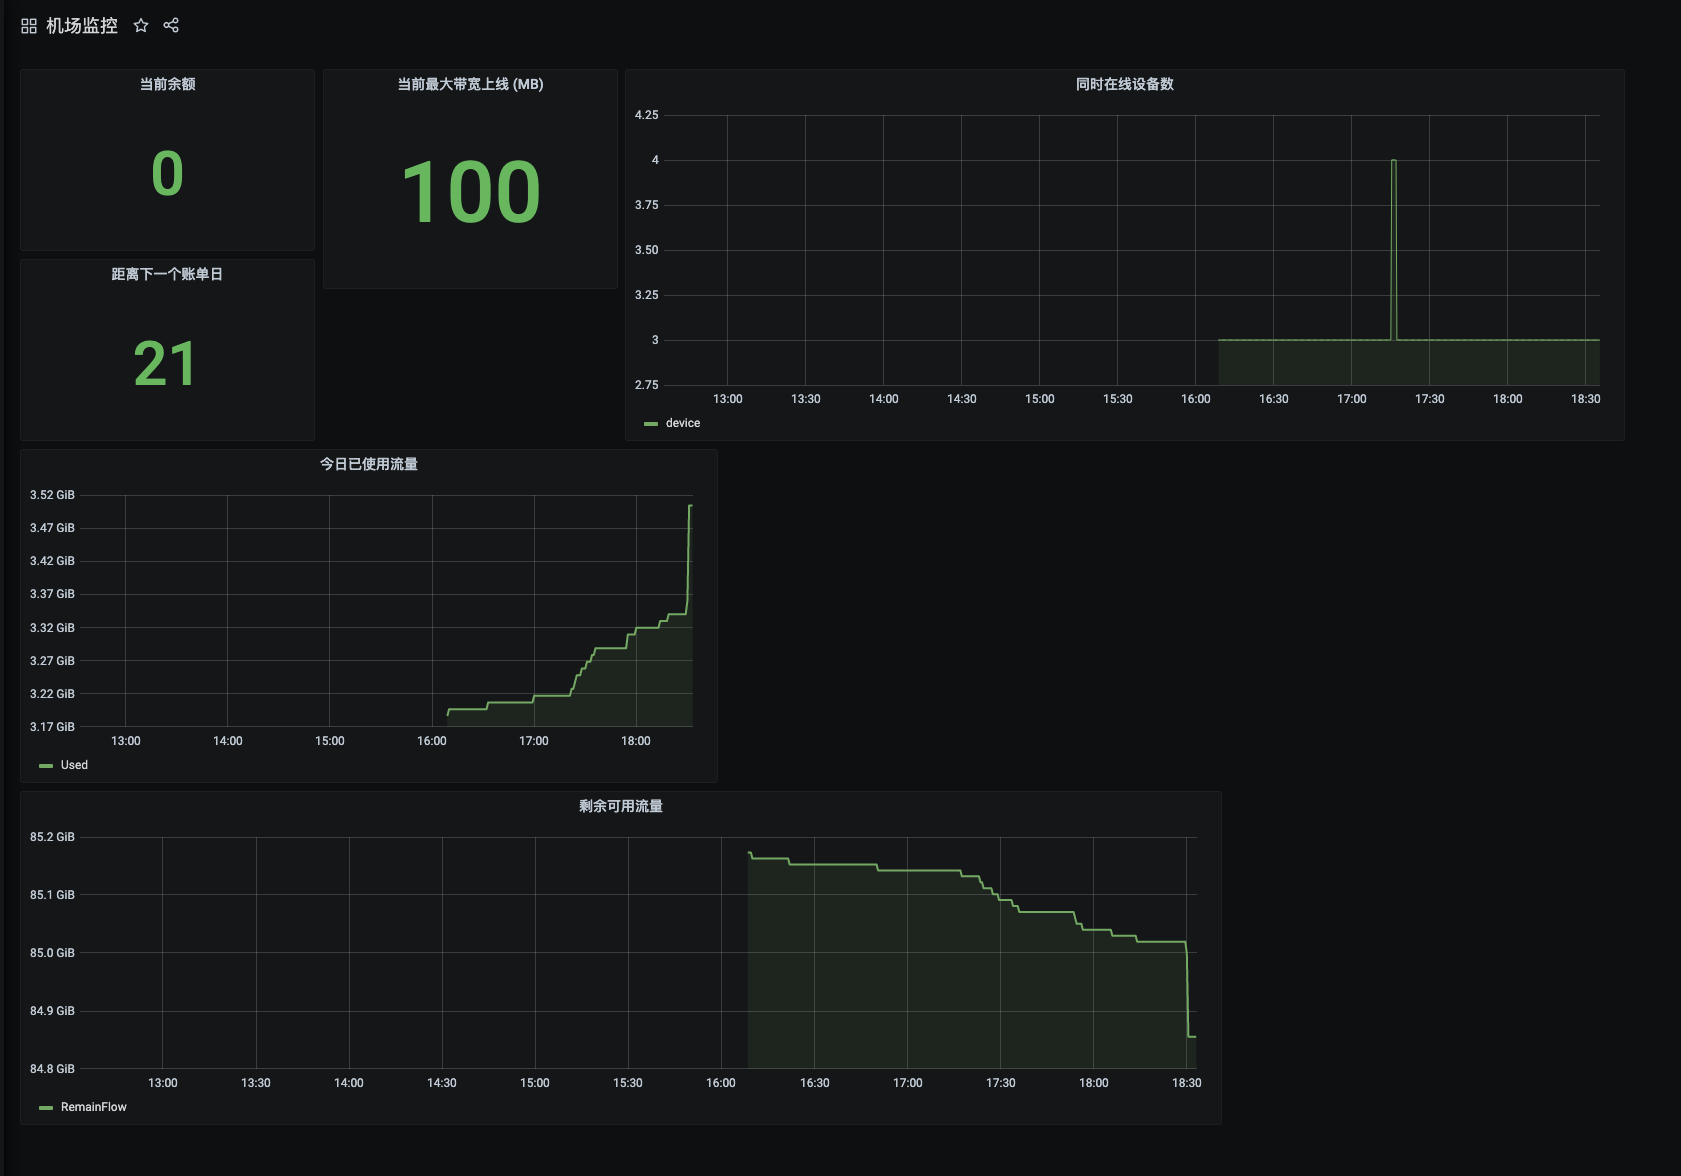 机场监控
当前余额
0
当前最大带宽上线 (MB)
100
同时在线设备数
4.25
4
3.75
3.50
3.25
3
2.75
13:00 13:30 14:00 14:30 15:00 15:30 16:00 16:30 17:00 17:30 18:00 18:30
device
距离下一个账单日
21
今日已使用流量
3.52 GiB
3.47 GiB
3.42 GiB
3.37 GiB
3.32 GiB
3.27 GiB
3.22 GiB
3.17 GiB
13:00 14:00 15:00 16:00 17:00 18:00
Used
剩余可用流量
85.2 GiB
85.1 GiB
85.0 GiB
84.9 GiB
84.8 GiB
13:00 13:30 14:00 14:30 15:00 15:30 16:00 16:30 17:00 17:30 18:00 18:30
RemainFlow